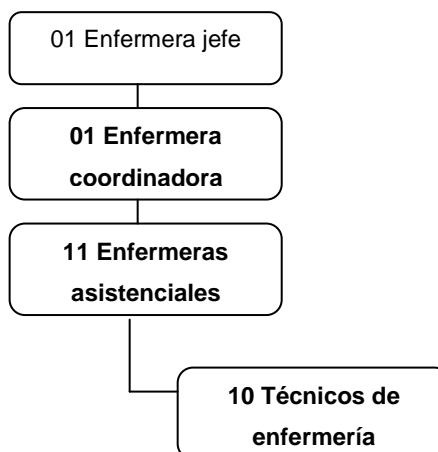 01 Enfermera jefe
01 Enfermera
coordinadora
11 Enfermeras
asistenciales
10 Técnicos de
enfermería